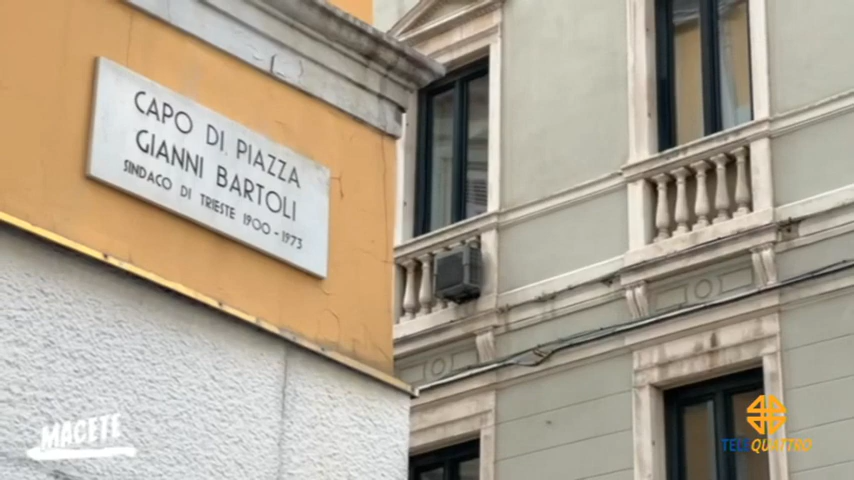 CAPO DI PIAZZA
GIANNI BARTOLI
SINDACO DI TRIESTE 1900-1973
MACETE
TELEQUATTRO